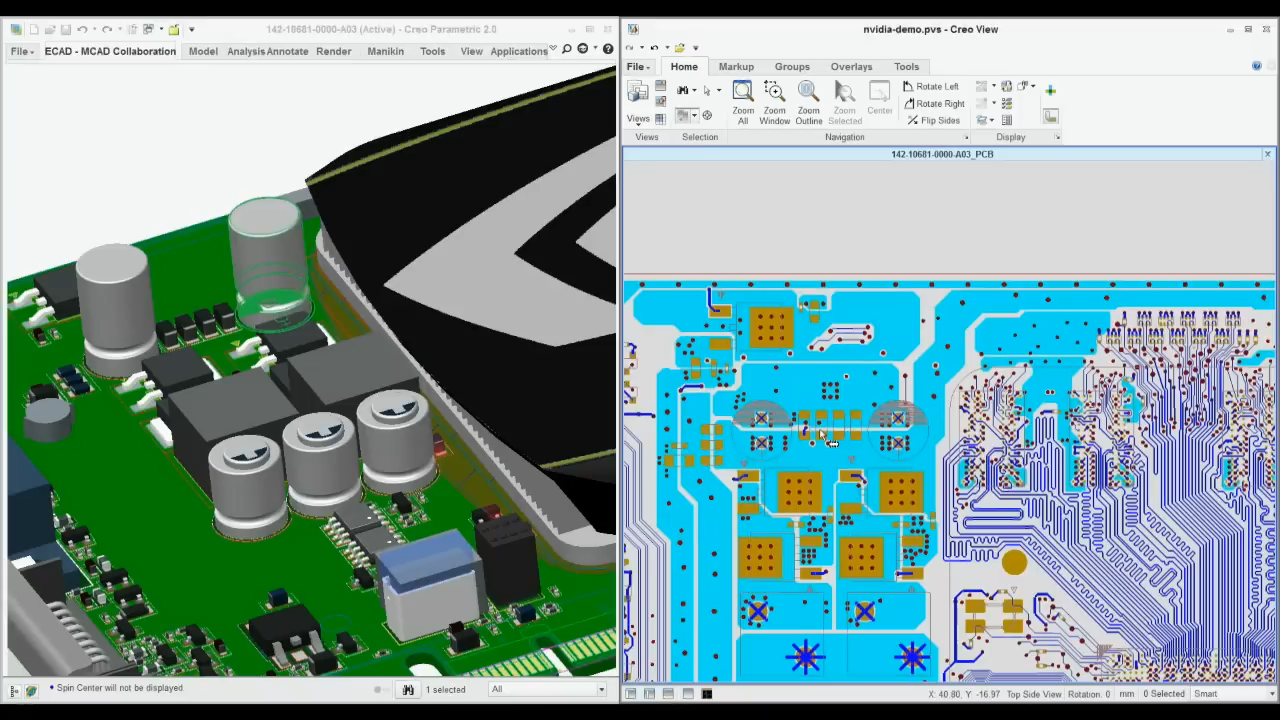 142-10681-0000-A03 (Active) - Creo Parametric 2.0
File
ECAD - MCAD Collaboration
Model
Analysis
Annotate
Render
Manikin
Tools
View
Applications
Spin Center will not be displayed
1 selected
All
nvidia-demo.pvs - Creo View
File
Home
Markup
Groups
Overlays
Tools
Views
Zoom All
Zoom Window
Zoom Outline
Zoom Selected
Center
Rotate Left
Rotate Right
Flip Sides
Views
Selection
Navigation
Display
142-10681-0000-A03_PCB
X: 40.80, Y: -16.97
Top Side View
Rotation: 0
mm
0 Selected
Smart